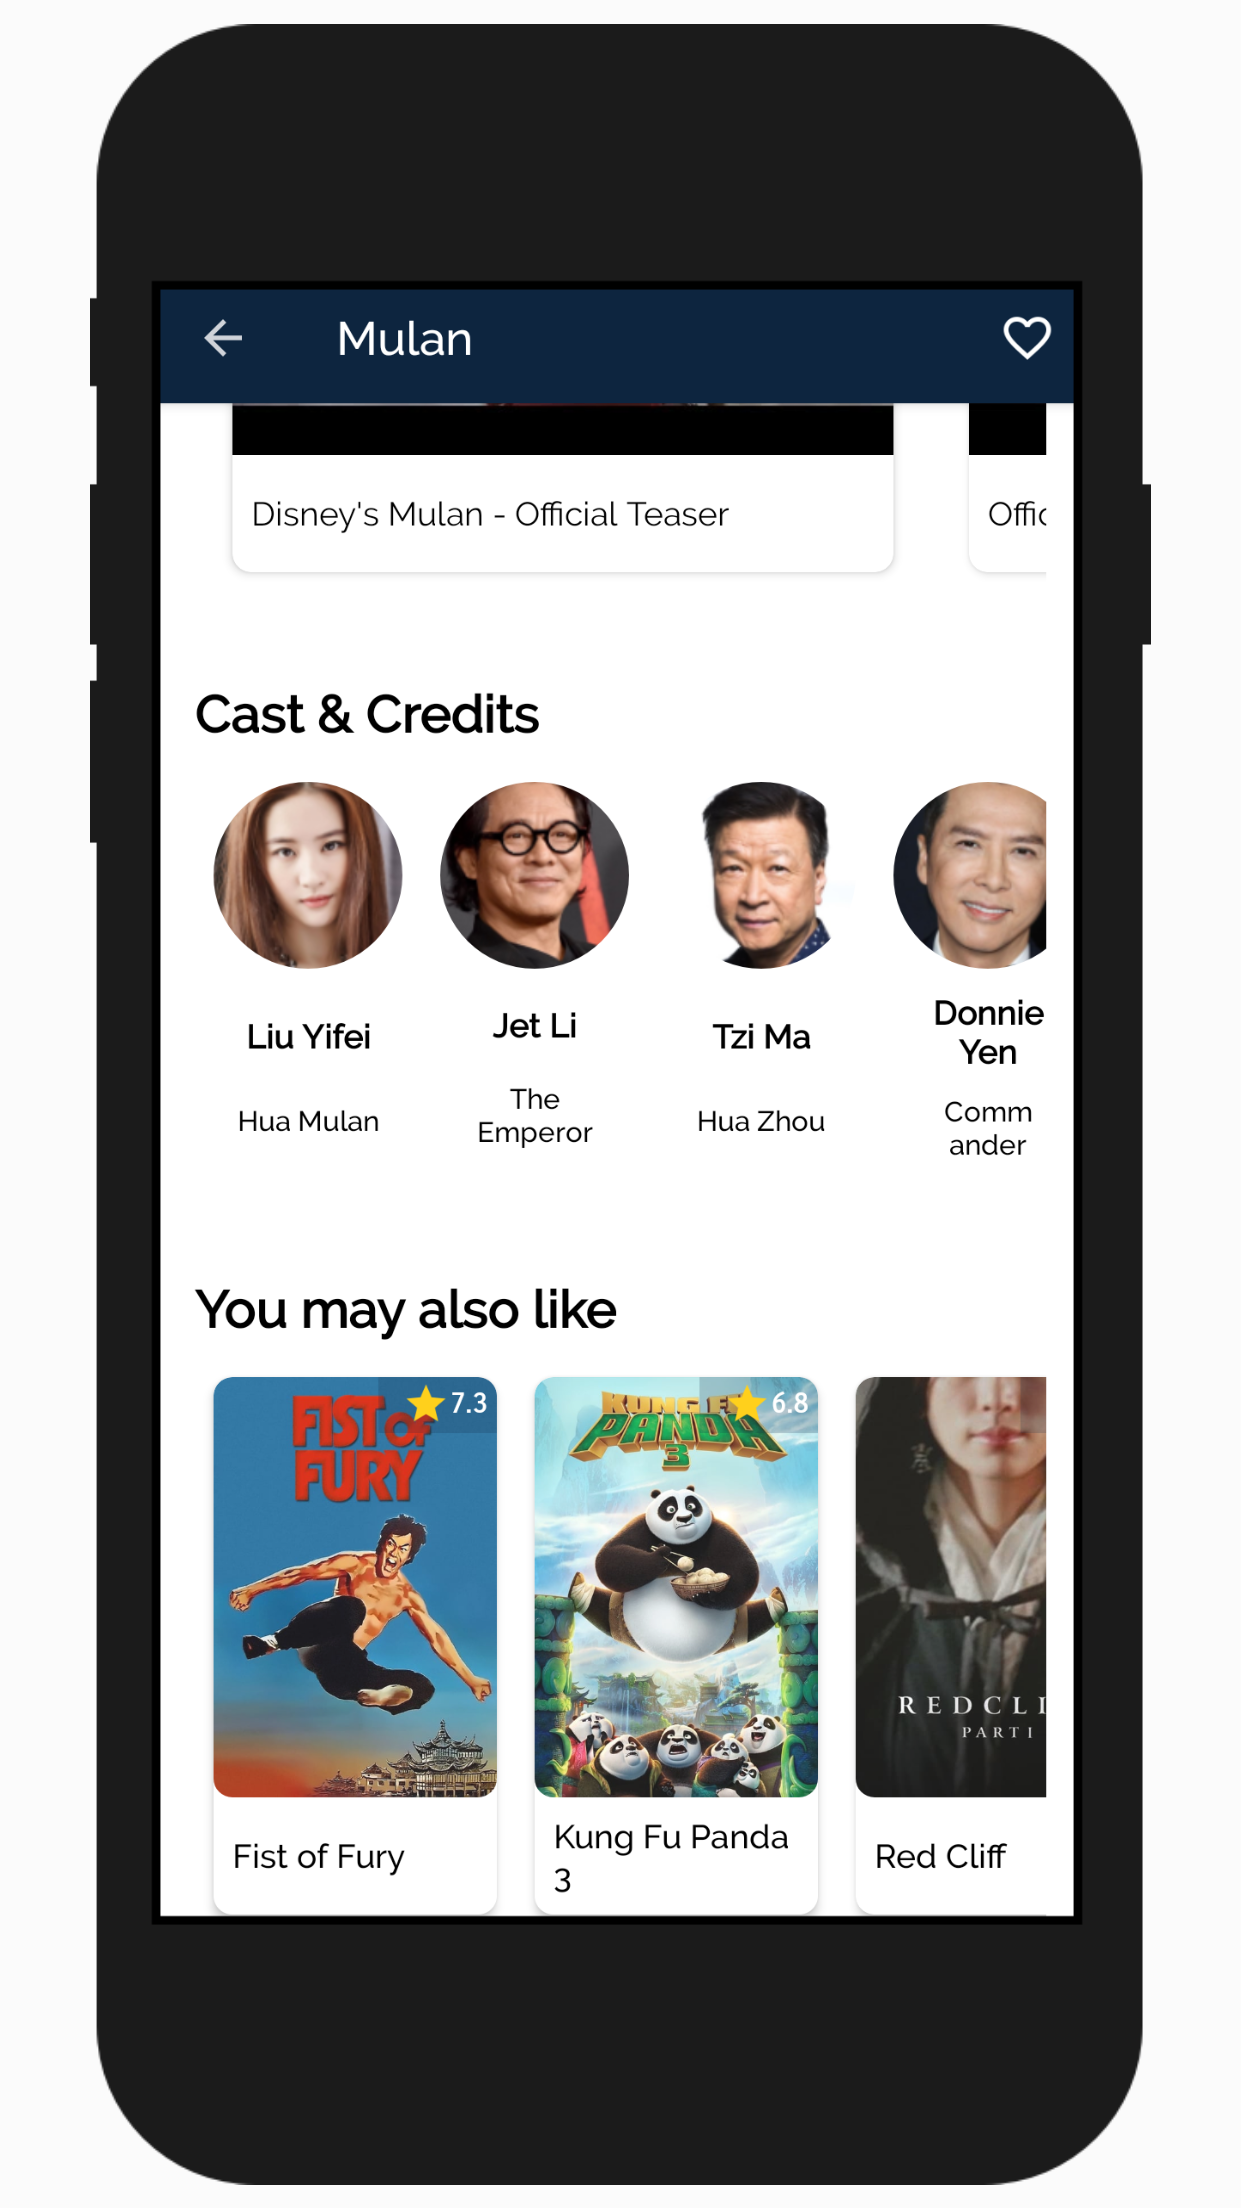 Mulan
Disney's Mulan - Official Teaser
Offic
Cast & Credits
Liu Yifei
Jet Li
Tzi Ma
Donnie
Yen
Hua Mulan
The
Emperor
Hua Zhou
Comm
ander
You may also like
FIST OF
FURY
7.3
KUNG FU
PANDA
3
6.8
REDCLI
PART I
Fist of Fury
Kung Fu Panda
3
Red Cliff